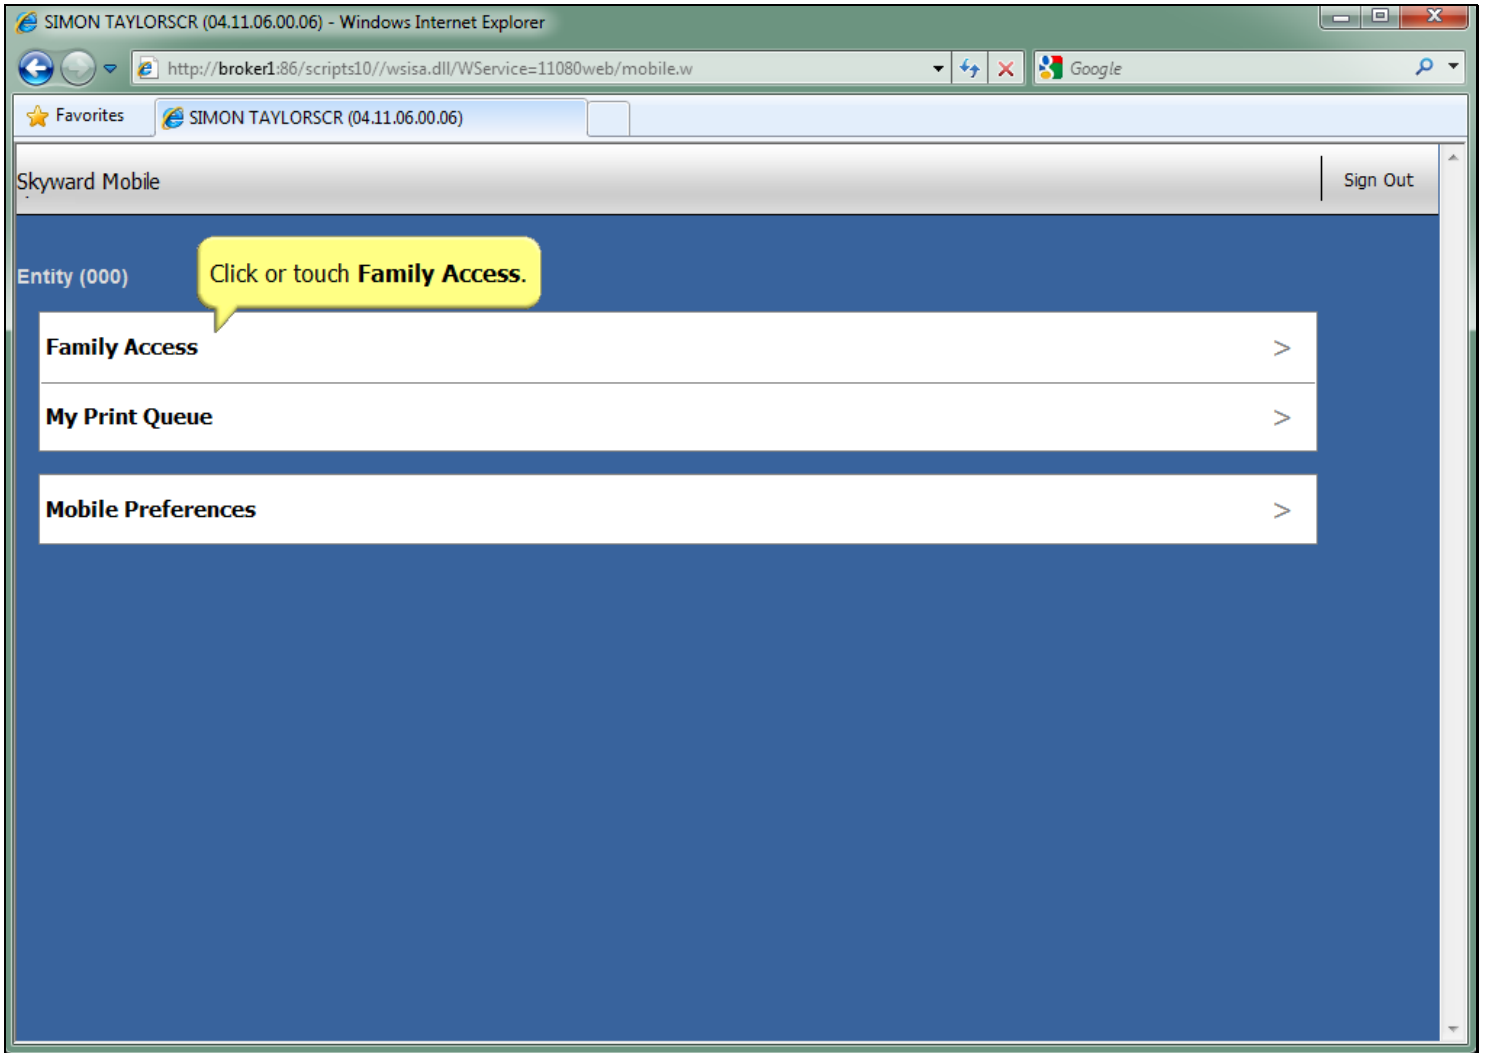 SIMON TAYLORSCR (04.11.06.00.06) - Windows Internet Explorer
http://broker1:86/scripts10//wsisa.dll/WService=11080web/mobile.w
Google
Favorites
SIMON TAYLORSCR (04.11.06.00.06)
Skyward Mobile
Sign Out
Entity (000)
Click or touch Family Access.
Family Access >
My Print Queue >
Mobile Preferences >